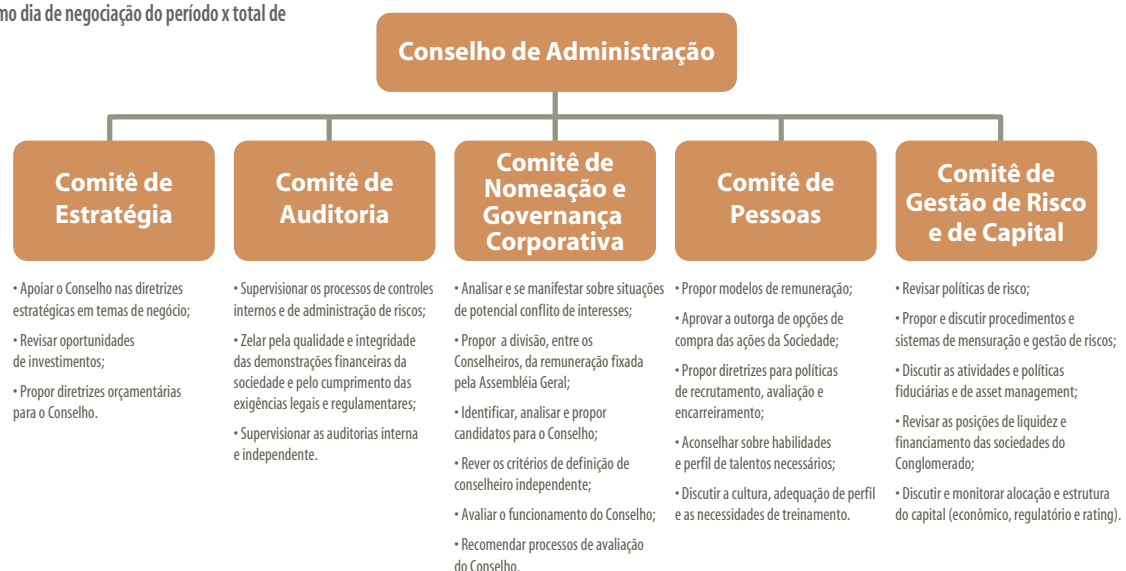 mo dia de negociação do período x total de
Conselho de Administração
Comitê de
Estratégia
• Apoiar o Conselho nas diretrizes
estratégicas em temas de negócio;
• Revisar oportunidades
de investimentos;
• Propor diretrizes orçamentárias
para o Conselho.
Comitê de
Auditoria
• Supervisionar os processos de controles
internos e de administração de riscos;
• Zelar pela qualidade e integridade
das demonstrações financeiras da
sociedade e pelo cumprimento das
exigências legais e regulamentares;
• Supervisionar as auditorias interna
e independente.
Comitê de
Nomeação e
Governança
Corporativa
• Analisar e se manifestar sobre situações
de potencial conflito de interesses;
• Propor a divisão, entre os
Conselheiros, da remuneração fixada
pela Assembléia Geral;
• Identificar, analisar e propor
candidatos para o Conselho;
• Rever os critérios de definição de
conselheiro independente;
• Avaliar o funcionamento do Conselho;
• Recomendar processos de avaliação
do Conselho.
Comitê de
Pessoas
• Propor modelos de remuneração;
• Aprovar a outorga de opções de
compra das ações da Sociedade;
• Propor diretrizes para políticas
de recrutamento, avaliação e
encarreiramento;
• Aconselhar sobre habilidades
e perfil de talentos necessários;
• Discutir a cultura, adequação de perfil
e as necessidades de treinamento.
Comitê de
Gestão de Risco
e de Capital
• Revisar políticas de risco;
• Propor e discutir procedimentos e
sistemas de mensuração e gestão de riscos;
• Discutir as atividades e políticas
fiduciárias e de asset management;
• Revisar as posições de liquidez e
financiamento das sociedades do
Conglomerado;
• Discutir e monitorar alocação e estrutura
do capital (econômico, regulatório e rating).